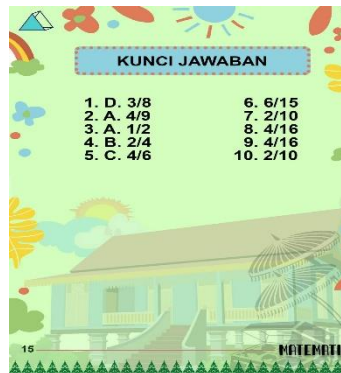 KUNCI JAWABAN
1. D. 3/8
2. A. 4/9
3. A. 1/2
4. B. 2/4
5. C. 4/6
6. 6/15
7. 2/10
8. 4/16
9. 4/16
10. 2/10
15
MATEMATI